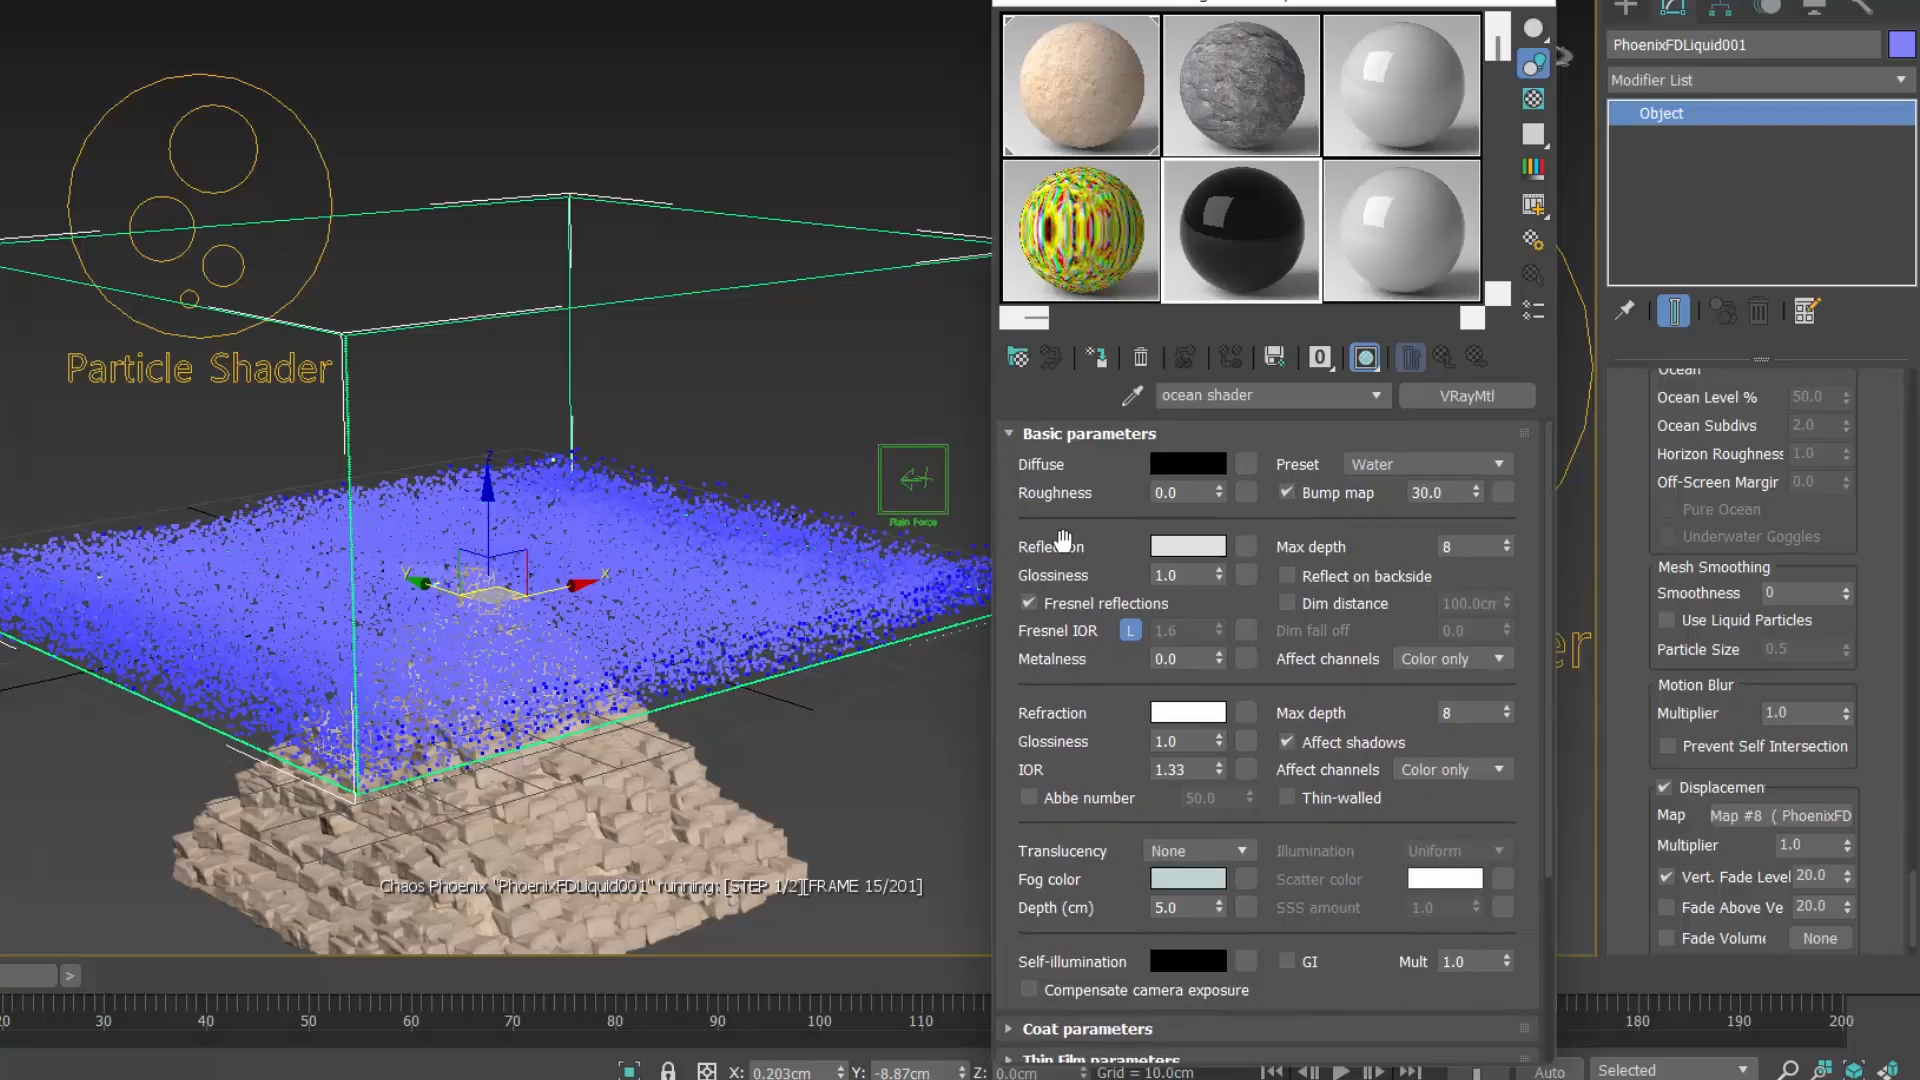 PhoenixFDLiquid001
Modifier List
Object
Particle Shader
Plain Force
Z
Y
X
Chaos Phoenix "PhoenixFDLiquid001" running: [STEP 1/2][FRAME 15/201]
ocean shader
VRayMtl
Basic parameters
Diffuse
Preset
Water
Roughness
0.0
Bump map
30.0
Max depth
8
Glossiness
1.0
Reflect on backside
Fresnel reflections
Dim distance
100.0cm
Fresnel IOR
L
1.6
Dim fall off
0.0
Metalness
0.0
Affect channels
Color only
Refraction
Max depth
8
Glossiness
1.0
Affect shadows
IOR
1.33
Affect channels
Color only
Abbe number
50.0
Thin-walled
Translucency
None
Illumination
Uniform
Fog color
Scatter color
Depth (cm)
5.0
SSS amount
1.0
Self-illumination
GI
Mult
1.0
Compensate camera exposure
Coat parameters
Thin Film parameters
Ocean
Ocean Level %
50.0
Ocean Subdivs
2.0
Horizon Roughness
1.0
Off-Screen Margir
0.0
Pure Ocean
Underwater Goggles
Mesh Smoothing
Smoothness
0
Use Liquid Particles
Particle Size
0.5
Motion Blur
Multiplier
1.0
Prevent Self Intersection
Displacemen
Map
Map #8 ( PhoenixFD
Multiplier
1.0
Vert. Fade Level
20.0
Fade Above Ve
20.0
Fade Volume
None
>
20 30 40 50 60 70 80 90 100 110 180 190 200
X: 0.203cm Y: -8.87cm Z: 0.0cm Grid = 10.0cm
Auto
Selected